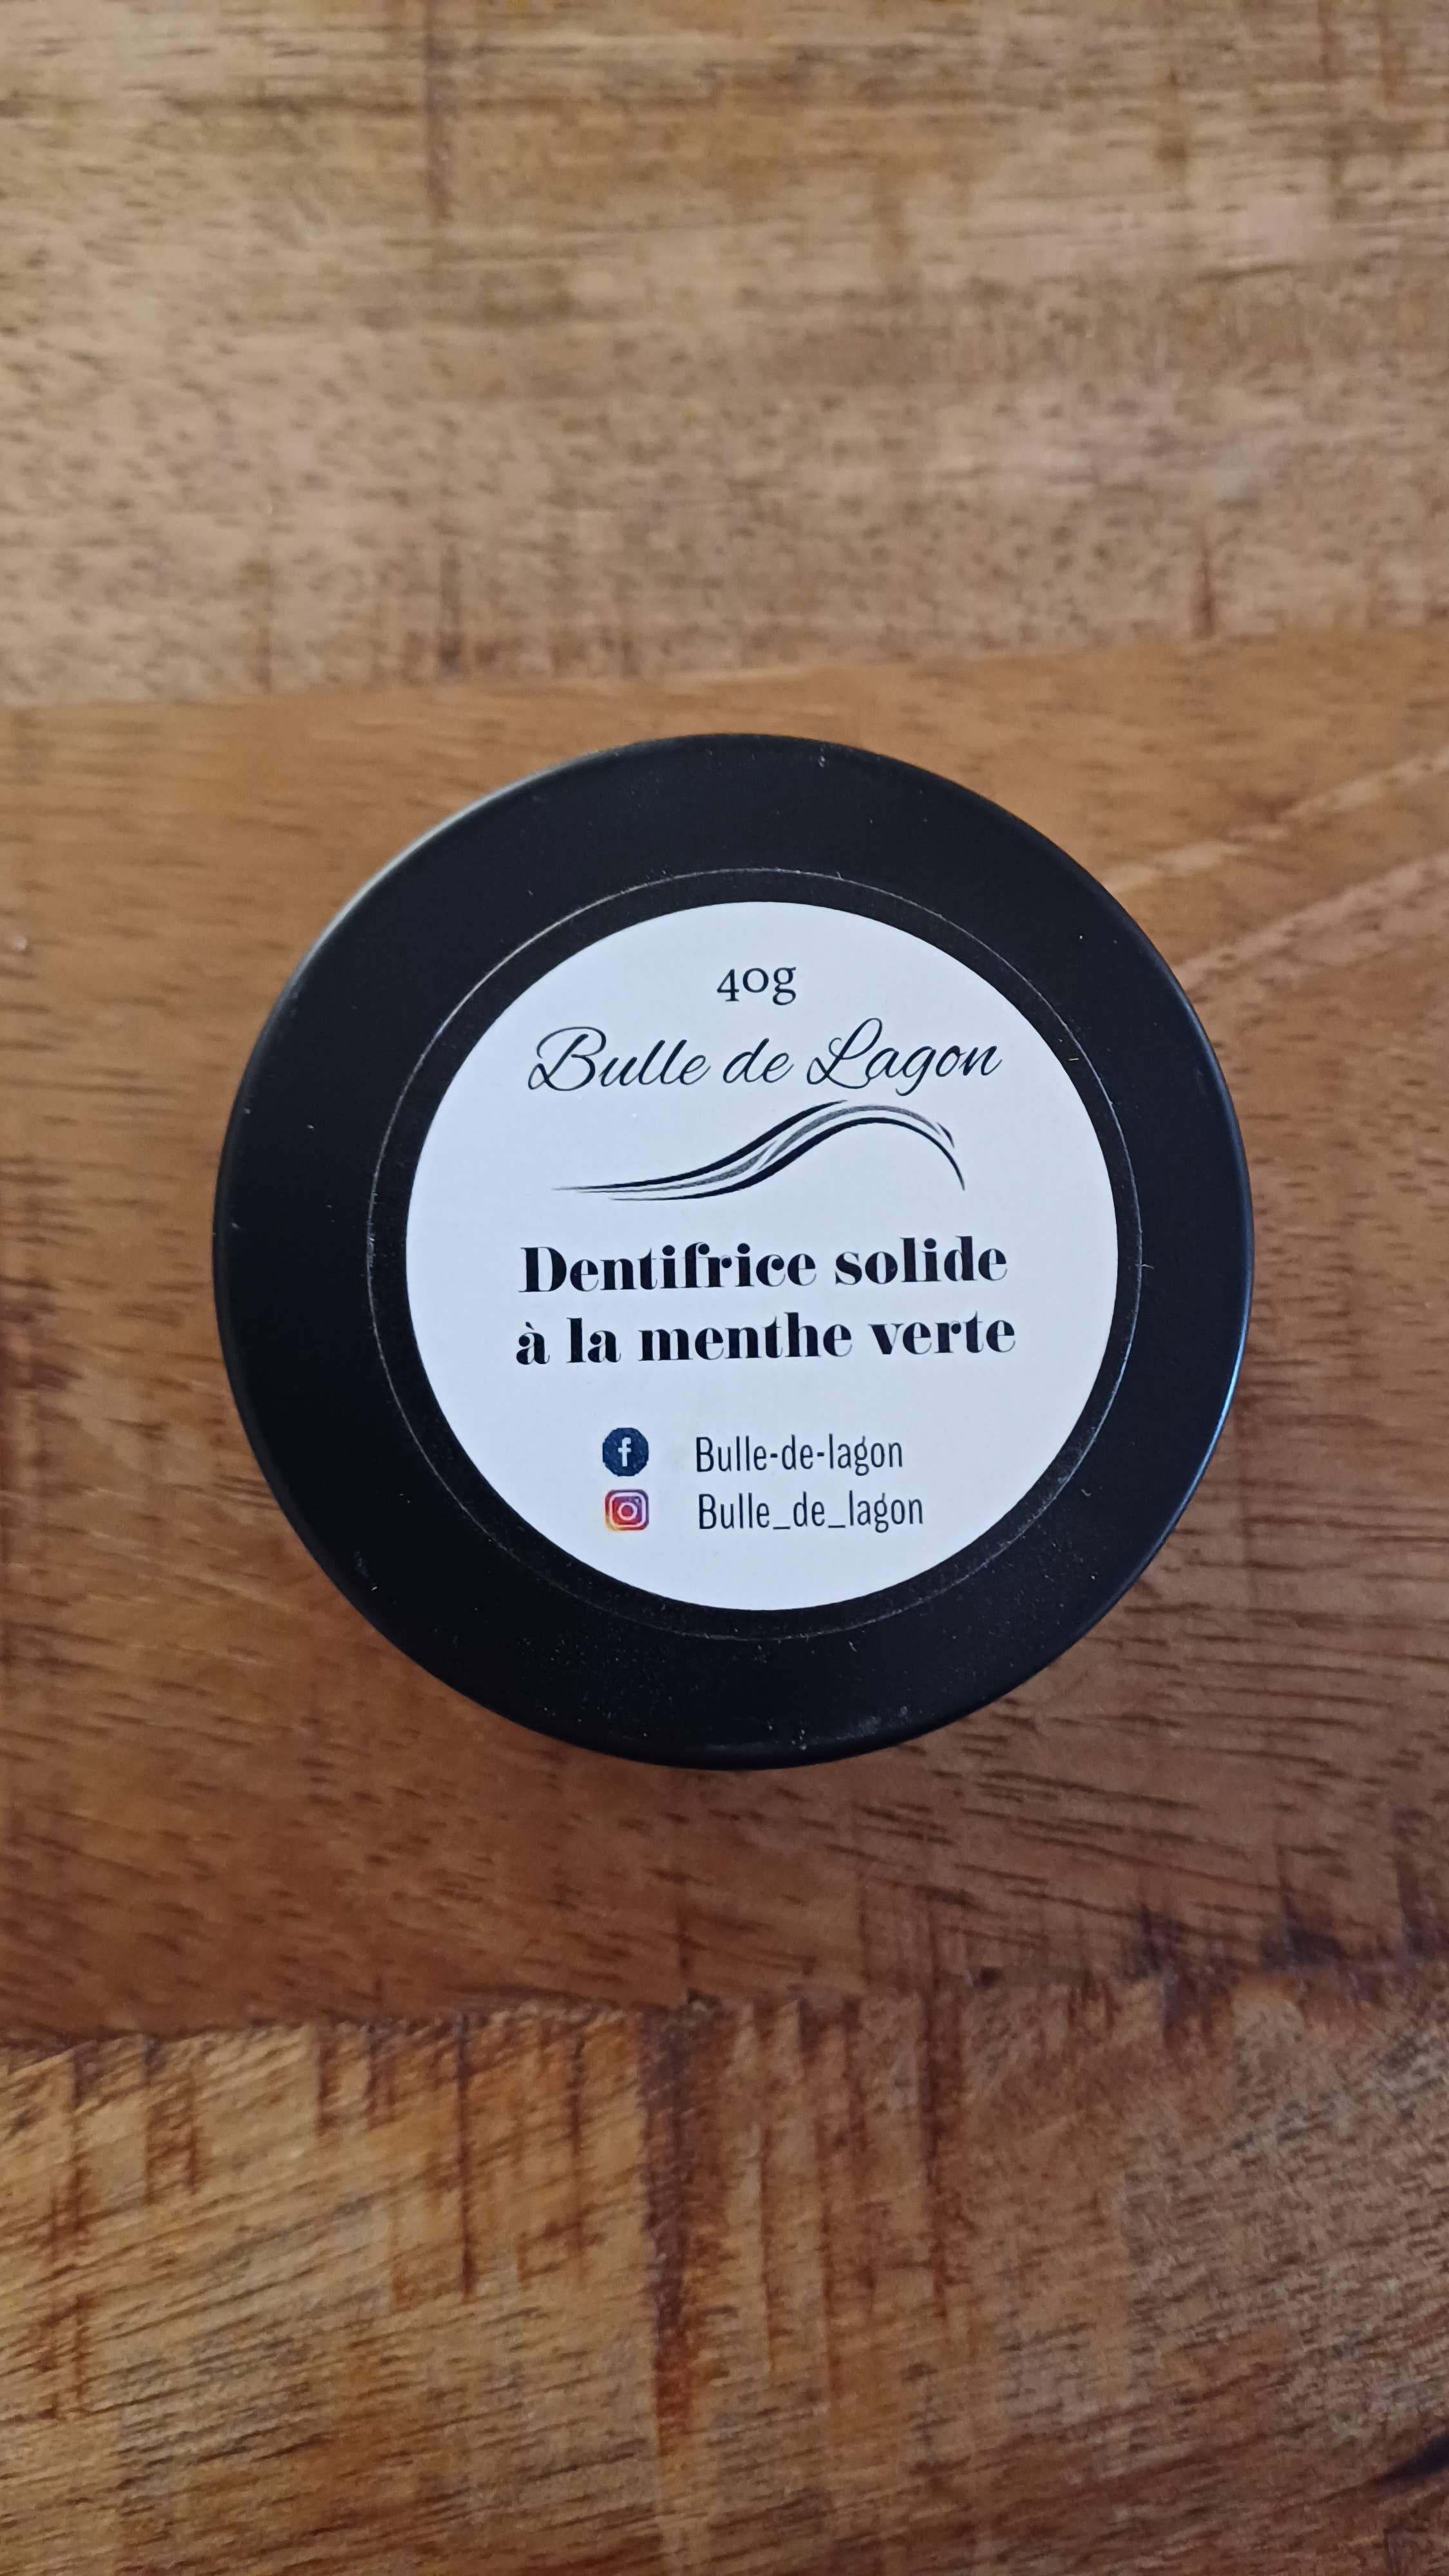 40g
Bulle de Lagon
Dentifrice solide
à la menthe verte
Bulle-de-lagon
Bulle_de_lagon